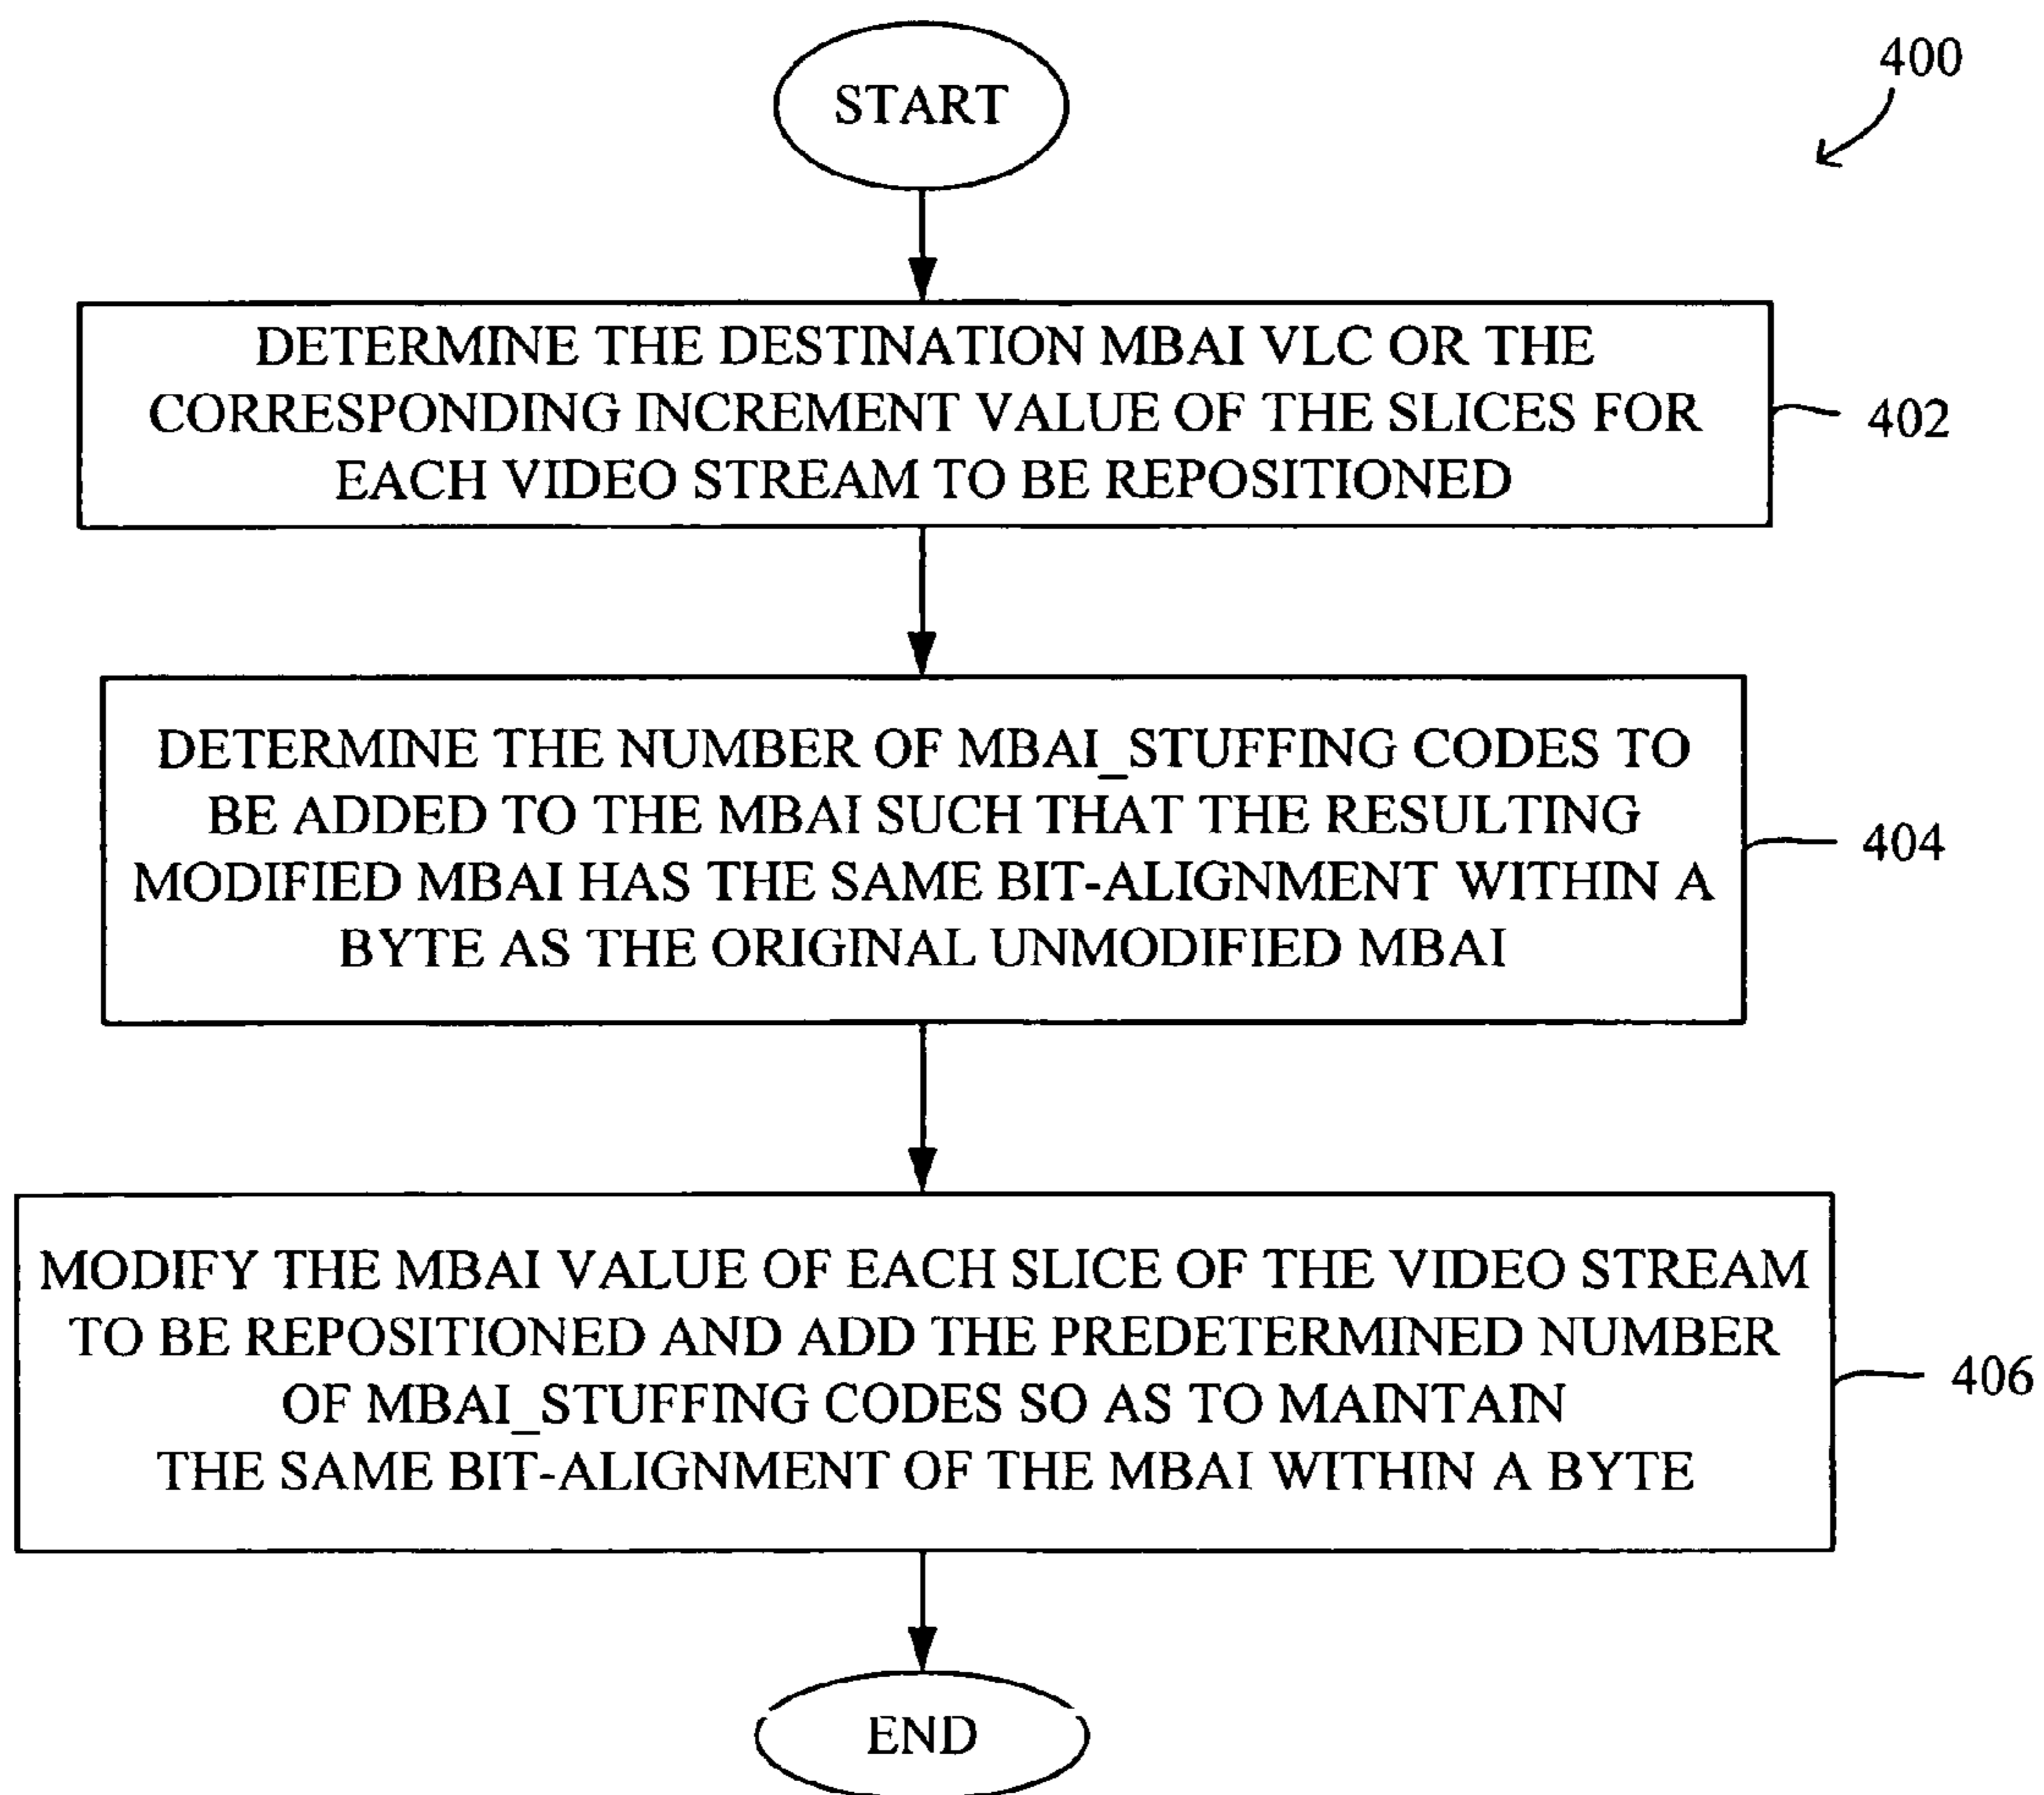 400
START
DETERMINE THE DESTINATION MBAI VLC OR THE
CORRESPONDING INCREMENT VALUE OF THE SLICES FOR
EACH VIDEO STREAM TO BE REPOSITIONED
402
DETERMINE THE NUMBER OF MBAI_STUFFING CODES TO
BE ADDED TO THE MBAI SUCH THAT THE RESULTING
MODIFIED MBAI HAS THE SAME BIT-ALIGNMENT WITHIN A
BYTE AS THE ORIGINAL UNMODIFIED MBAI
404
MODIFY THE MBAI VALUE OF EACH SLICE OF THE VIDEO STREAM
TO BE REPOSITIONED AND ADD THE PREDETERMINED NUMBER
OF MBAI_STUFFING CODES SO AS TO MAINTAIN
THE SAME BIT-ALIGNMENT OF THE MBAI WITHIN A BYTE
406
END